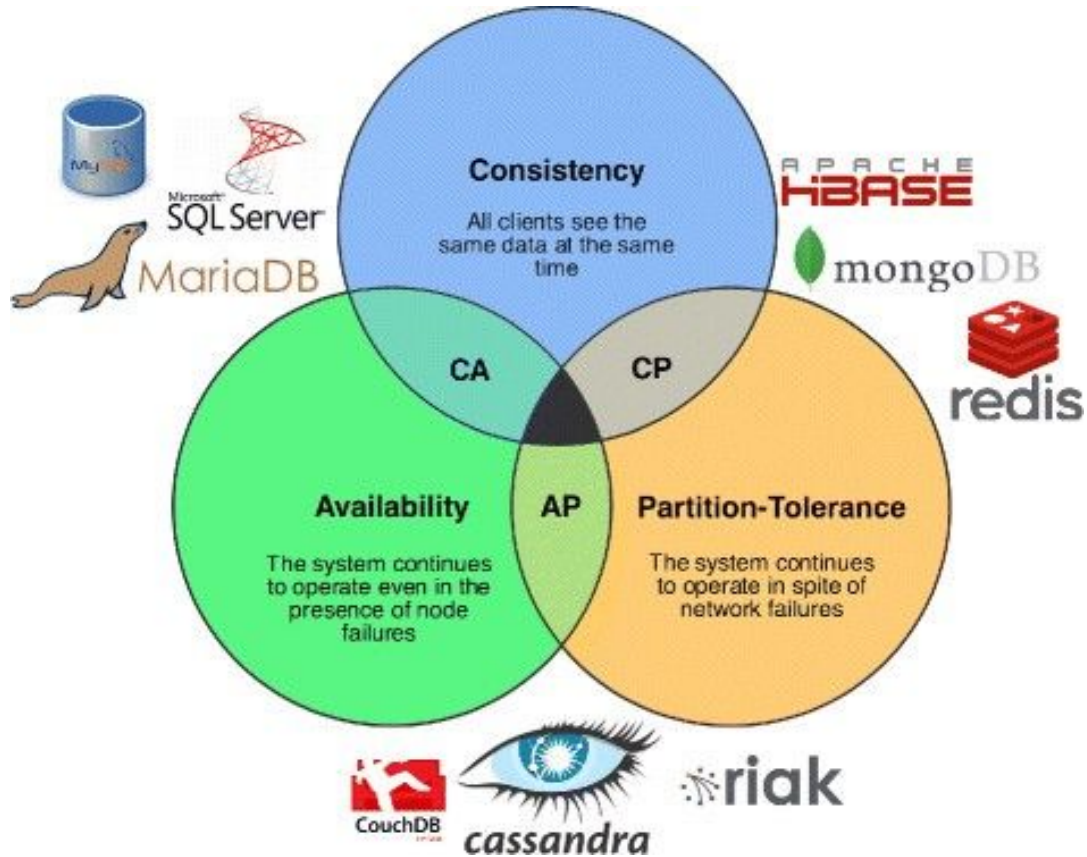 Consistency
All clients see the
same data at the same
time
MySQL
Microsoft
SQL Server
MariaDB
APACHE
HBASE
mongoDB
redis
CA
CP
Availability
The system continues
to operate even in the
presence of node
failures
AP
Partition-Tolerance
The system continues
to operate in spite of
network failures
CouchDB
cassandra
riak